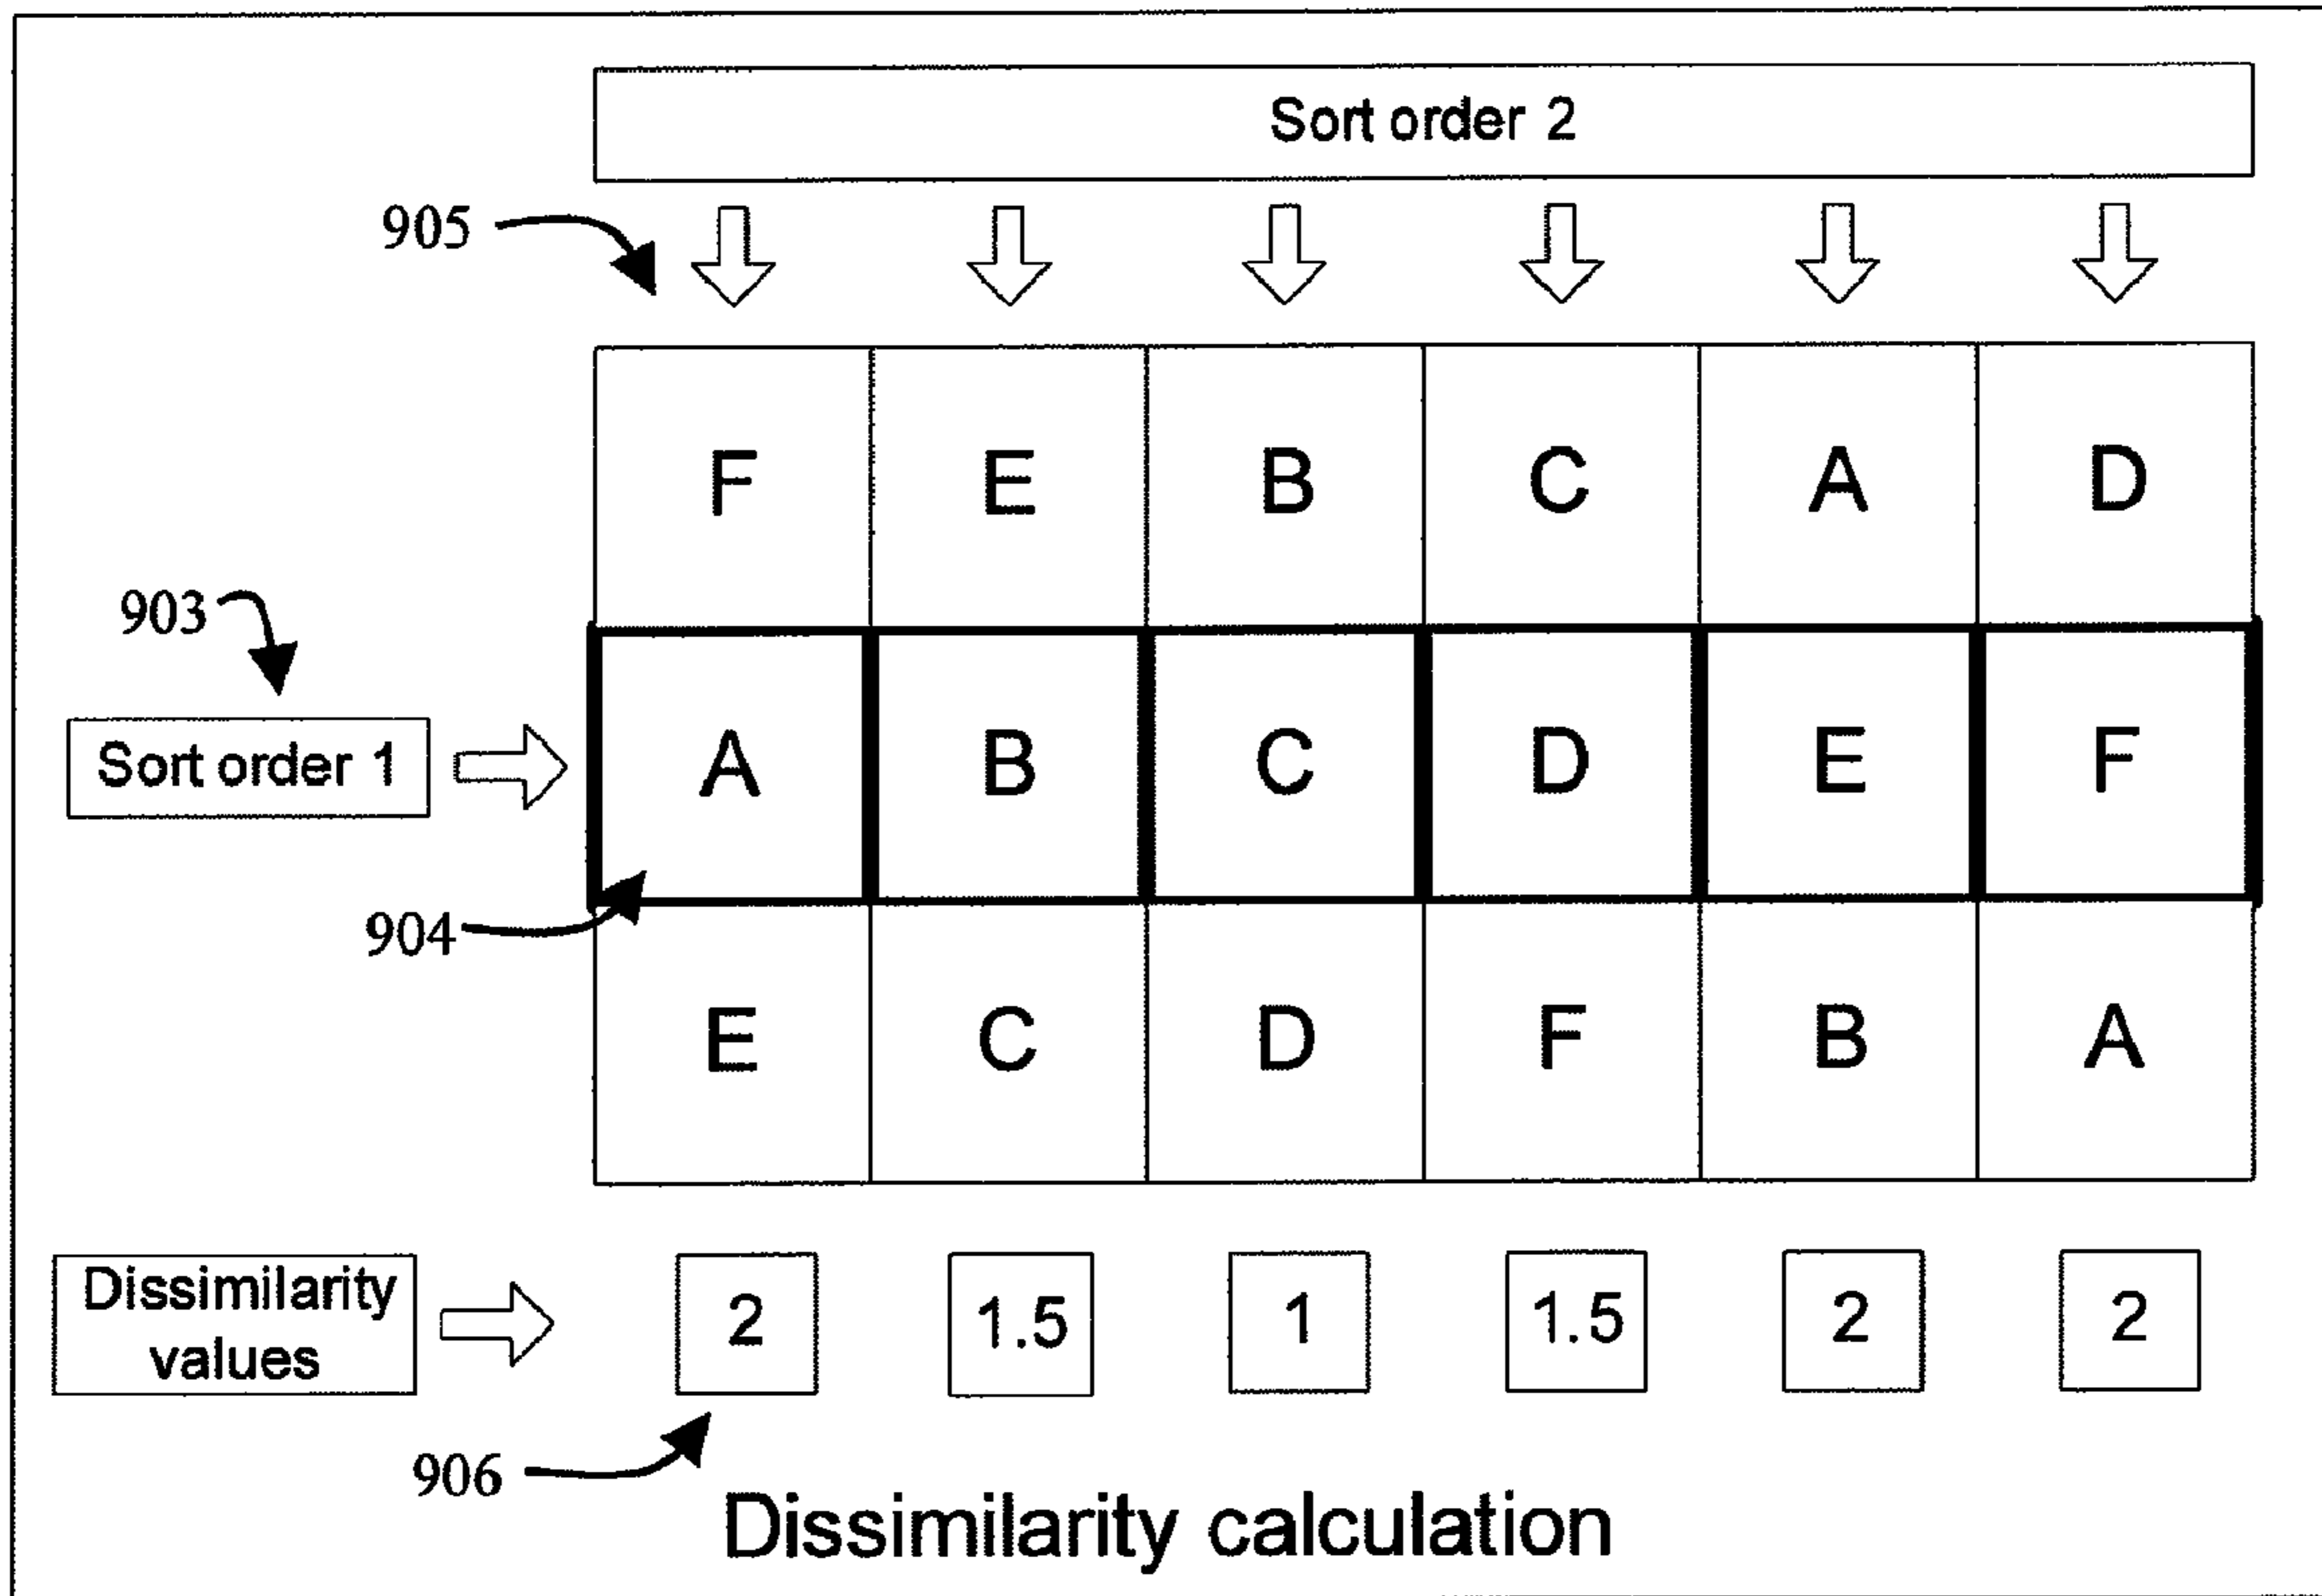 Sort order 2
905
F E B C A D
903
Sort order 1 A B C D E F
904
E C D F B A
Dissimilarity
values
2 1.5 1 1.5 2 2
906
Dissimilarity calculation